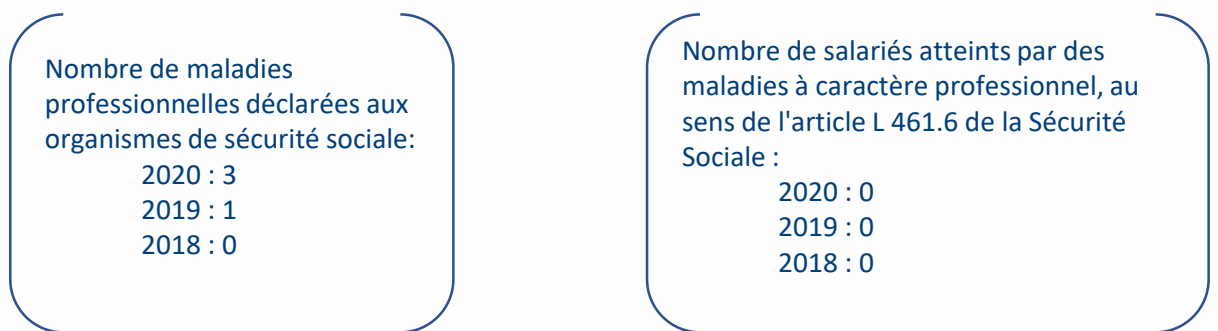 Nombre de maladies
professionnelles déclarées aux
organismes de sécurité sociale:
2020 : 3
2019 : 1
2018 : 0
Nombre de salariés atteints par des
maladies à caractère professionnel, au
sens de l'article L 461.6 de la Sécurité
Sociale :
2020 : 0
2019 : 0
2018 : 0